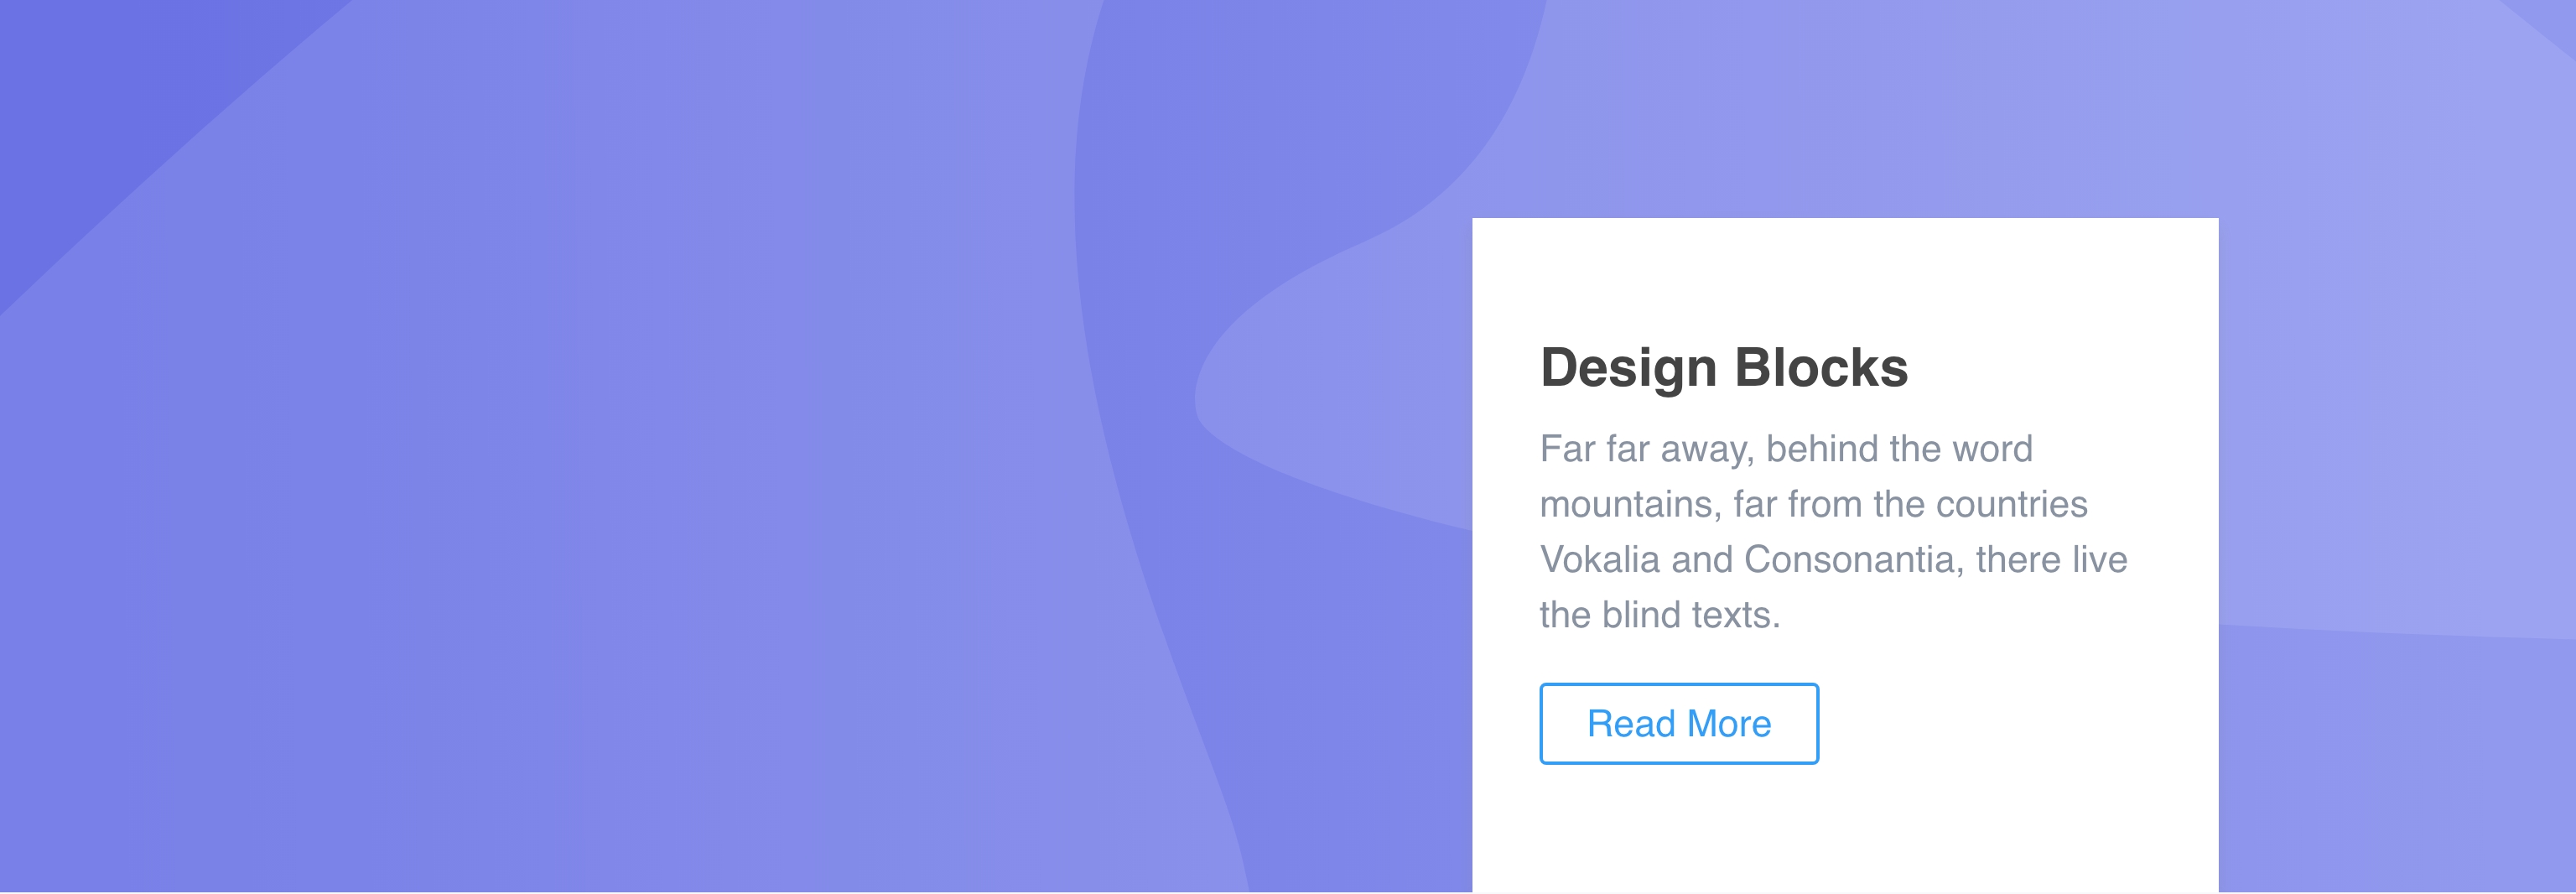 Design Blocks
Far far away, behind the word
mountains, far from the countries
Vokalia and Consonantia, there live
the blind texts.
Read More